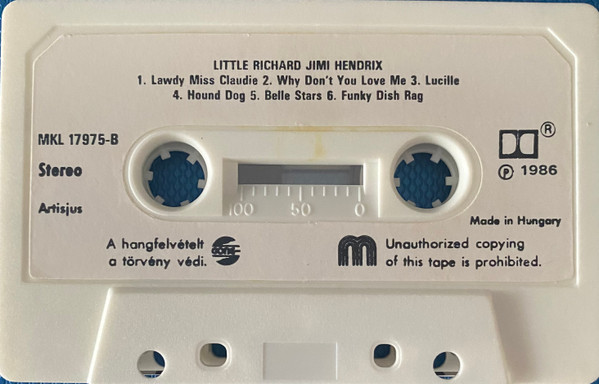 LITTLE RICHARD JIMI HENDRIX
1. Lawdy Miss Claudie 2. Why Don't You Love Me 3. Lucille
4. Hound Dog 5. Belle Stars 6. Funky Dish Rag
MKL 17975-B
Stereo
Artisjus
®
℗ 1986
100 50 0
Made in Hungary
A hangfelvételt
a törvény védi.
Unauthorized copying
of this tape is prohibited.